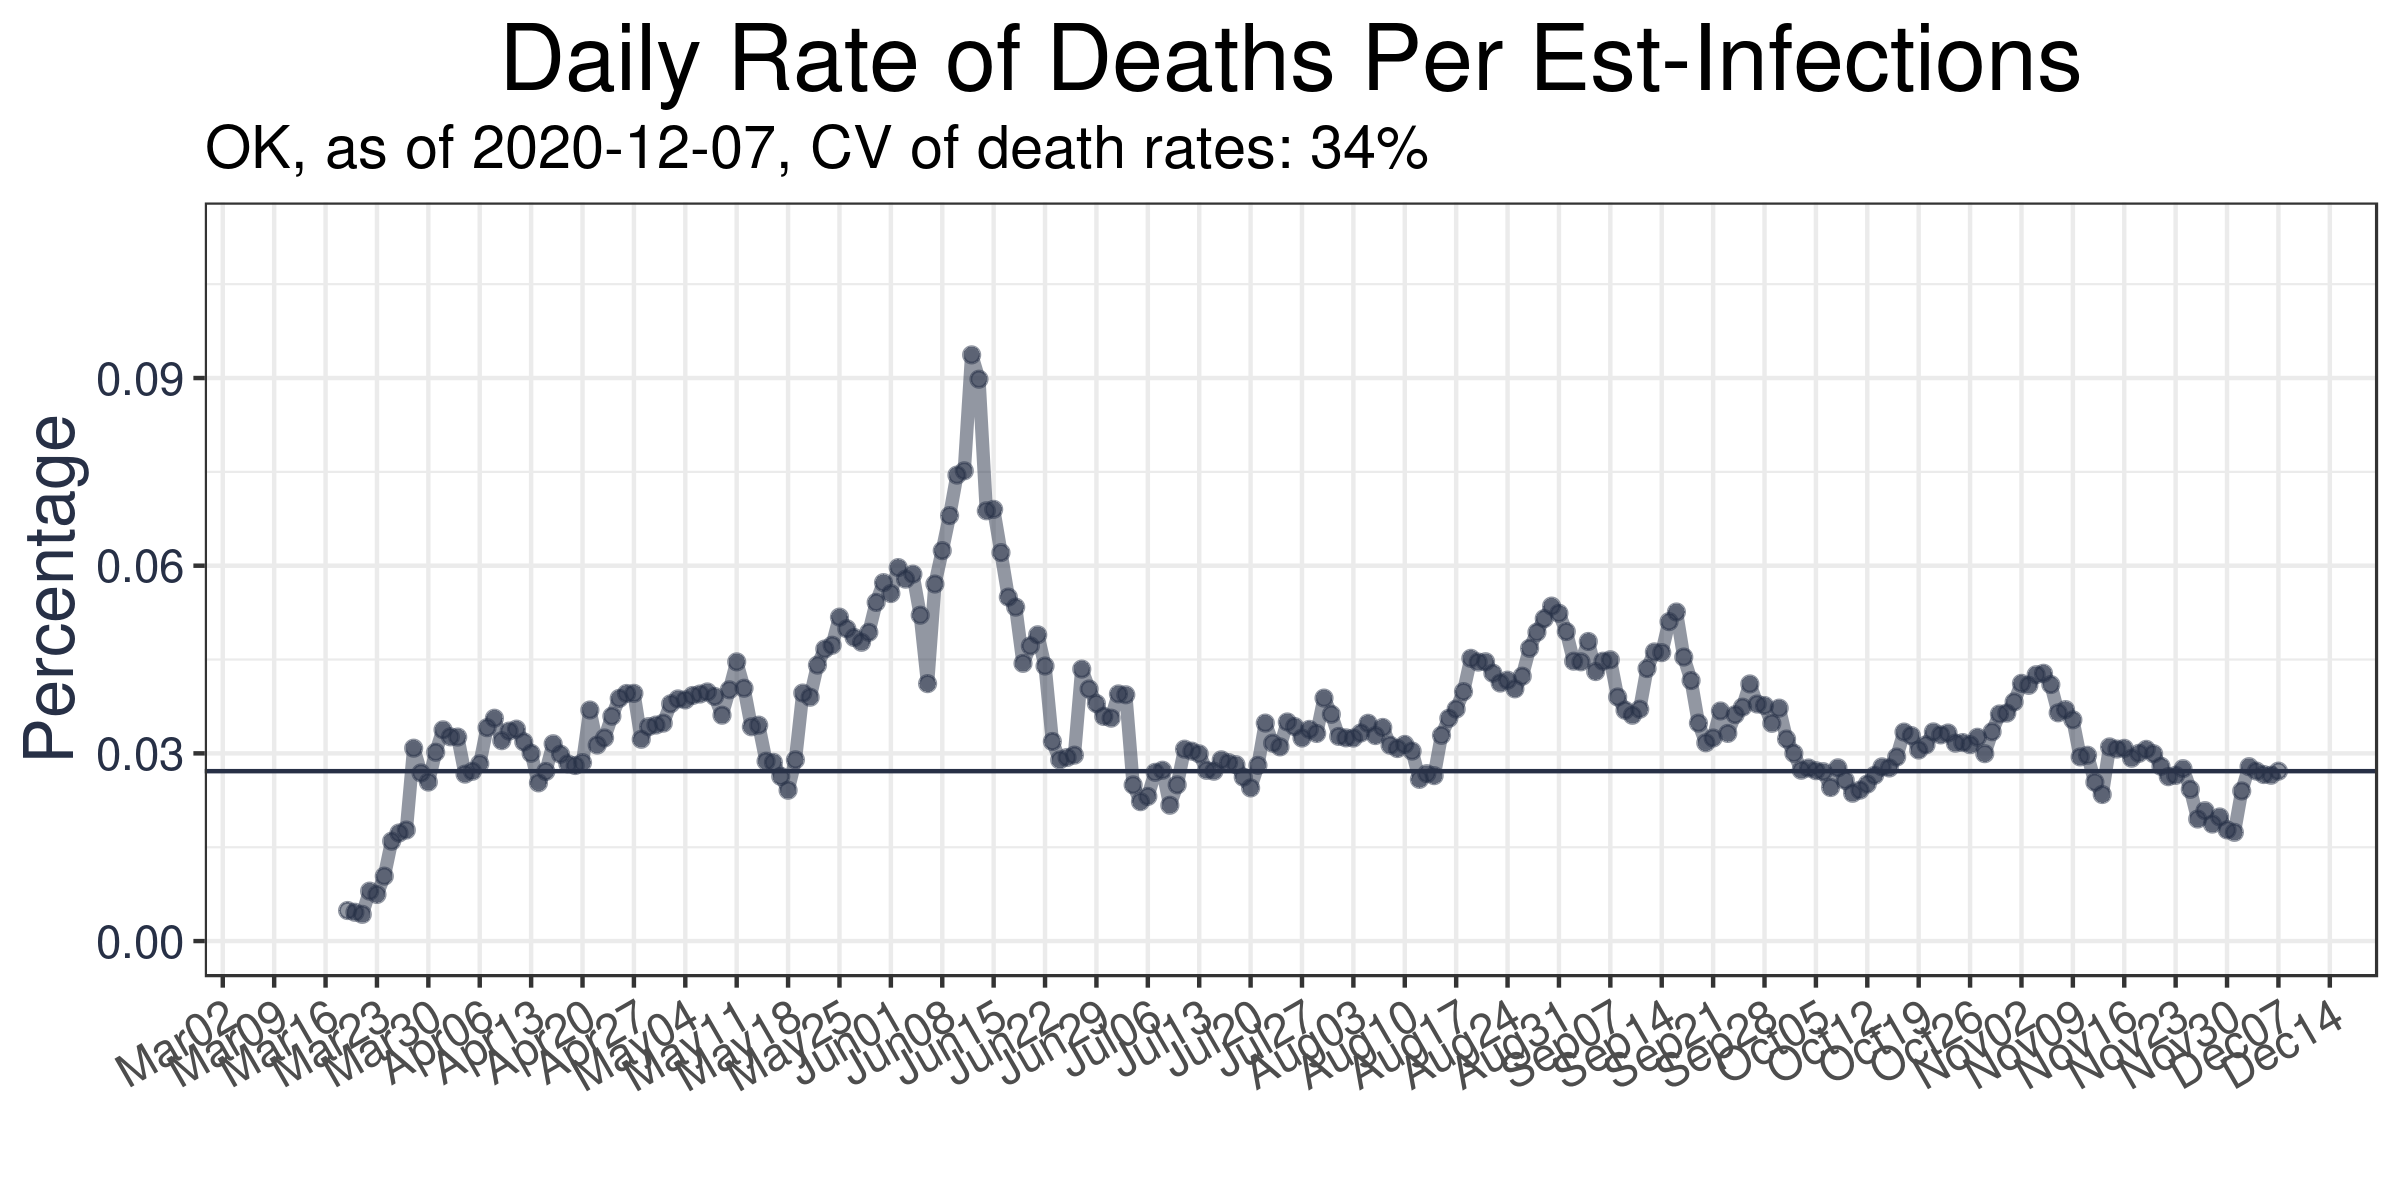 Daily Rate of Deaths Per Est-Infections
OK, as of 2020-12-07, CV of death rates: 34%
Percentage
0.09
0.06
0.03
0.00
Mar02
Mar09
Mar16
Mar23
Mar30
Apr06
Apr13
Apr20
Apr27
May04
May11
May18
May25
Jun01
Jun08
Jun15
Jun22
Jun29
Jul06
Jul13
Jul20
Jul27
Aug03
Aug10
Aug17
Aug24
Aug31
Sep07
Sep14
Sep21
Sep28
Oct05
Oct12
Oct19
Oct26
Nov02
Nov09
Nov16
Nov23
Nov30
Dec07
Dec14